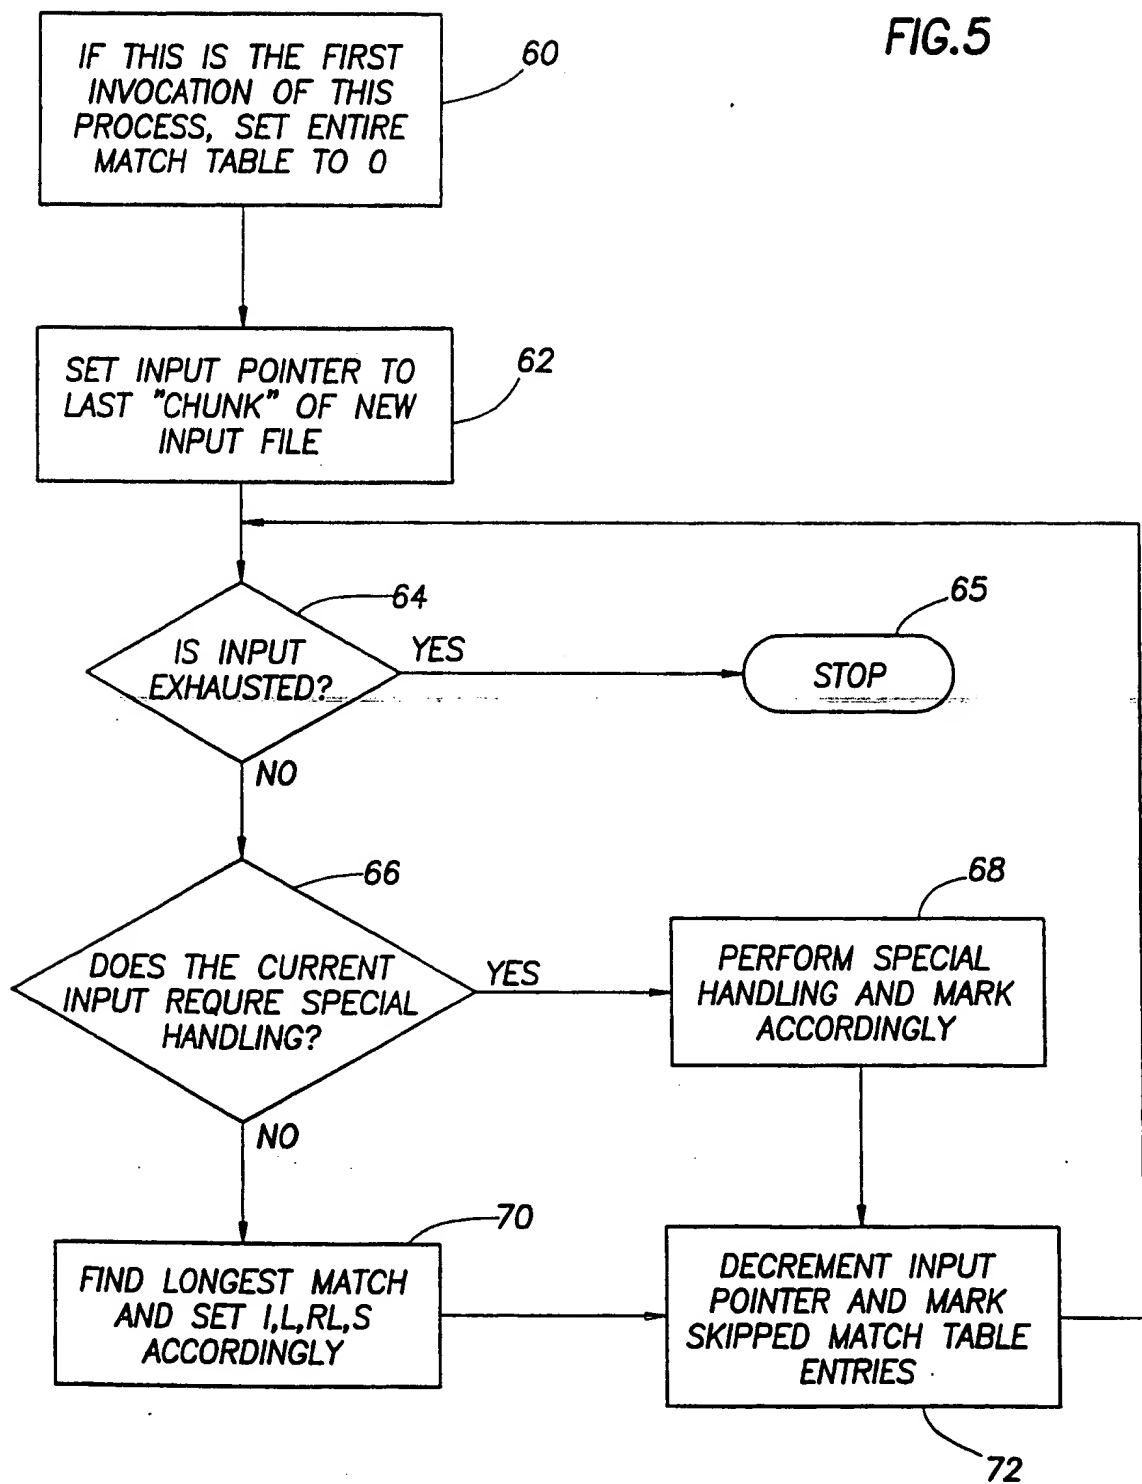 FIG.5
IF THIS IS THE FIRST
INVOCATION OF THIS
PROCESS, SET ENTIRE
MATCH TABLE TO 0
60
SET INPUT POINTER TO
LAST "CHUNK" OF NEW
INPUT FILE
62
IS INPUT
EXHAUSTED?
64
YES
STOP
65
NO
DOES THE CURRENT
INPUT REQURE SPECIAL
HANDLING?
66
YES
PERFORM SPECIAL
HANDLING AND MARK
ACCORDINGLY
68
NO
FIND LONGEST MATCH
AND SET I,L,RL,S
ACCORDINGLY
70
DECREMENT INPUT
POINTER AND MARK
SKIPPED MATCH TABLE
ENTRIES
72